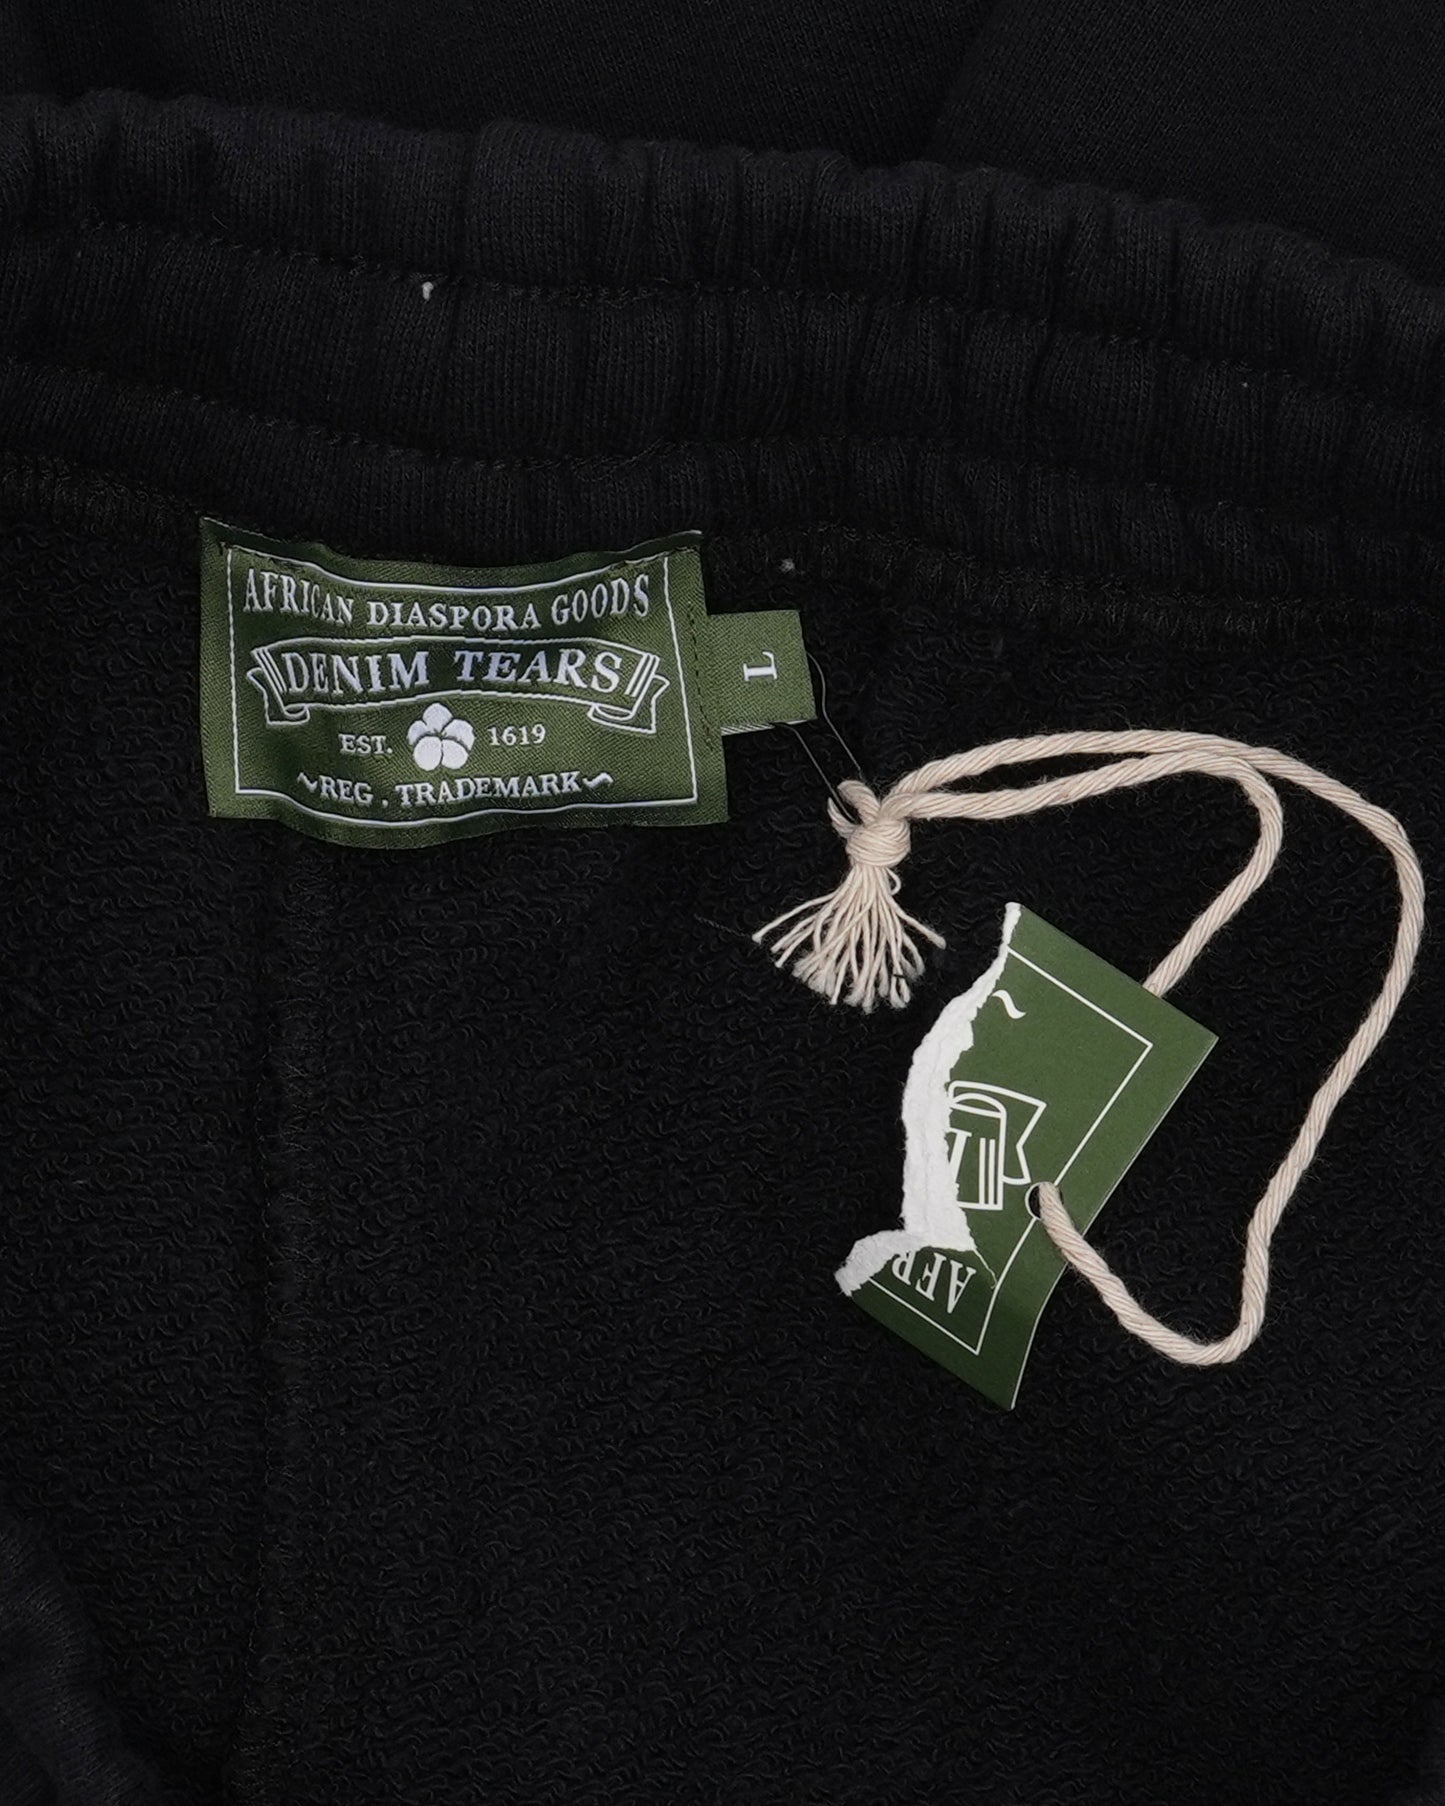 AFRICAN DIASPORA GOODS
DENIM TEARS
EST. 1619
~REG . TRADEMARK~
L
AFR